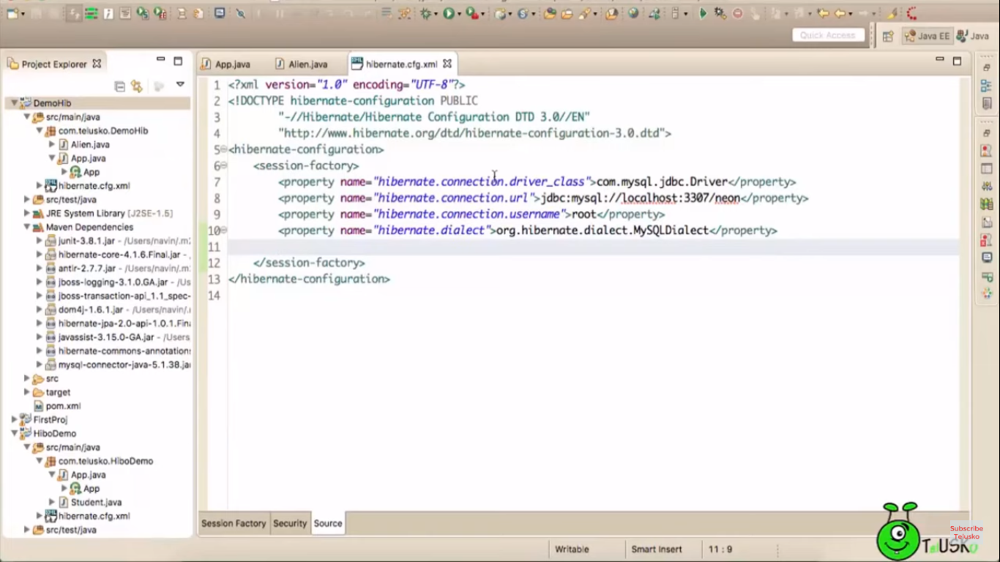 Quick Access
Java EE
Java
Project Explorer
App.java
Alien.java
hibernate.cfg.xml
DemoHib
src/main/java
com.telusko.DemoHib
Alien.java
App.java
App
hibernate.cfg.xml
src/test/java
JRE System Library [J2SE-1.5]
Maven Dependencies
junit-3.8.1.jar - /Users/navin/.m
hibernate-core-4.1.6.Final.jar -
antlr-2.7.7.jar - /Users/navin/.m2
jboss-logging-3.1.0.GA.jar - /Us
jboss-transaction-api_1.1_spec-
dom4j-1.6.1.jar - /Users/navin/.m
hibernate-jpa-2.0-api-1.0.1.Fina
javassist-3.15.0-GA.jar - /Users
hibernate-commons-annotations
mysql-connector-java-5.1.38.ja
src
target
pom.xml
FirstProj
HiboDemo
src/main/java
com.telusko.HiboDemo
App.java
App
Student.java
hibernate.cfg.xml
src/test/java
1 <?xml version="1.0" encoding="UTF-8"?>
2 <!DOCTYPE hibernate-configuration PUBLIC
3 "-//Hibernate/Hibernate Configuration DTD 3.0//EN"
4 "http://www.hibernate.org/dtd/hibernate-configuration-3.0.dtd">
5 <hibernate-configuration>
6 <session-factory>
7 <property name="hibernate.connection.driver_class">com.mysql.jdbc.Driver</property>
8 <property name="hibernate.connection.url">jdbc:mysql://localhost:3307/neon</property>
9 <property name="hibernate.connection.username">root</property>
10 <property name="hibernate.dialect">org.hibernate.dialect.MySQLDialect</property>
11
12 </session-factory>
13 </hibernate-configuration>
14
Session Factory
Security
Source
Writable
Smart Insert
11 : 9
Subscribe
Telusko